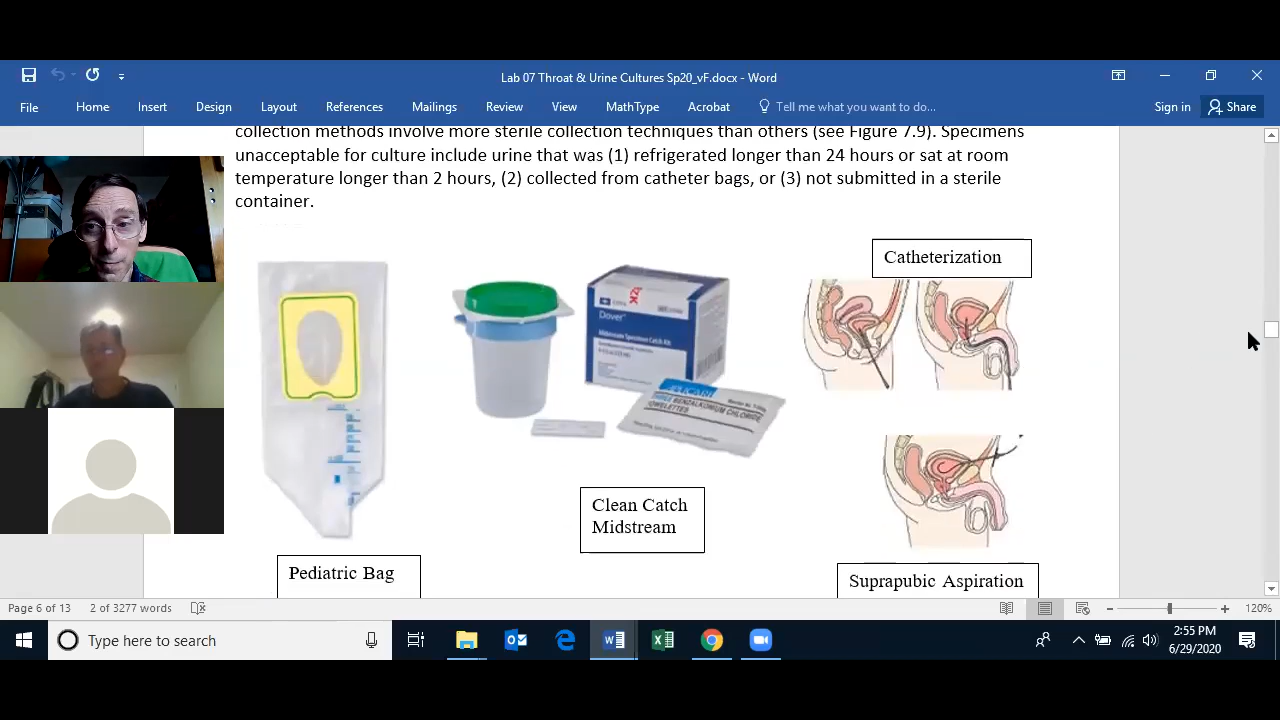 Lab 07 Throat & Urine Cultures Sp20_vF.docx - Word
File Home Insert Design Layout References Mailings Review View MathType Acrobat Tell me what you want to do... Sign in Share
collection methods involve more sterile collection techniques than others (see Figure 7.9). Specimens
unacceptable for culture include urine that was (1) refrigerated longer than 24 hours or sat at room
temperature longer than 2 hours, (2) collected from catheter bags, or (3) not submitted in a sterile
container.
Catheterization
Dover
BENZALKONIUM CHLORIDE
TOWELETTES
Clean Catch
Midstream
Pediatric Bag
Suprapubic Aspiration
Page 6 of 13 2 of 3277 words 120%
Type here to search
2:55 PM
6/29/2020